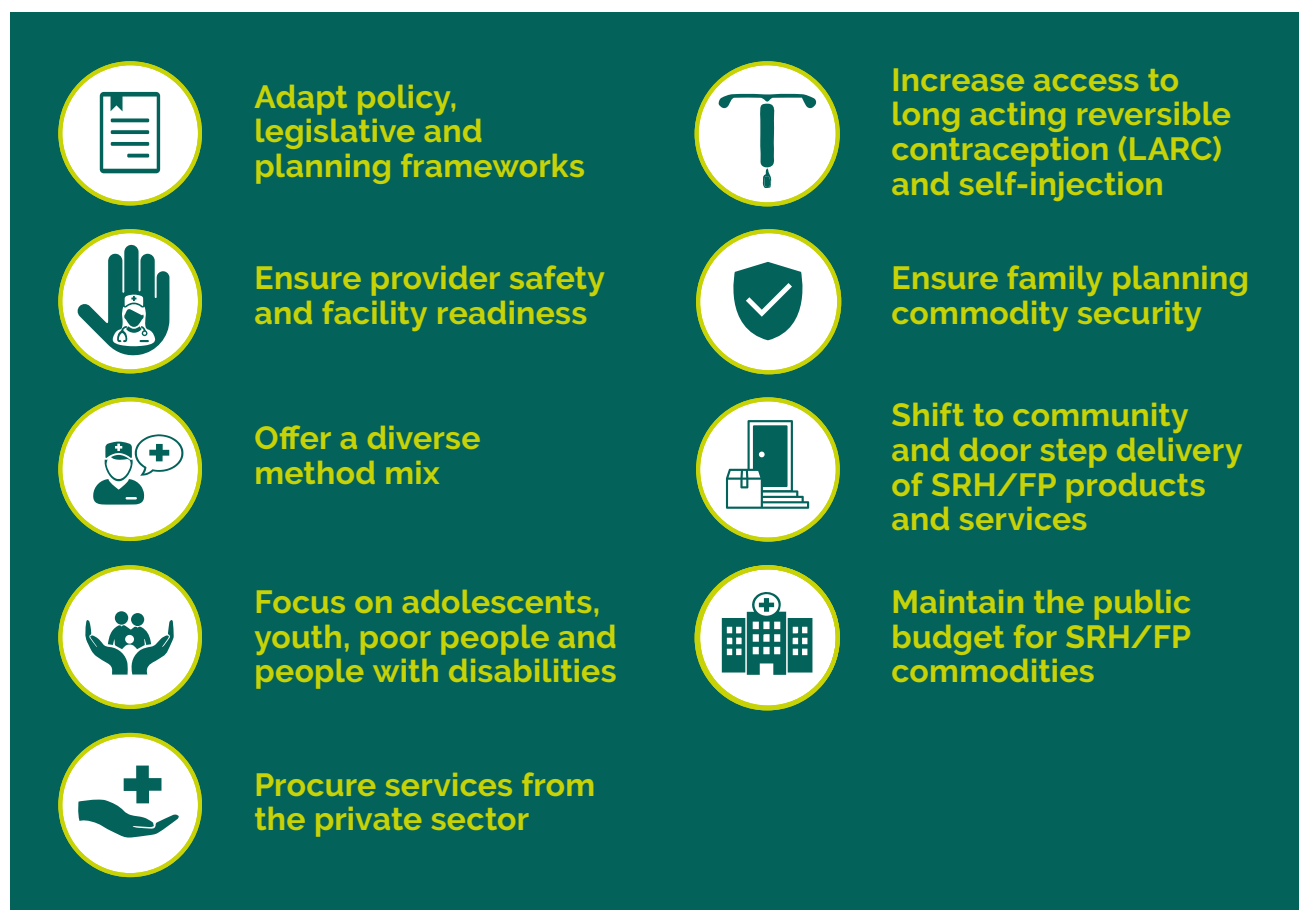 Adapt policy,
legislative and
planning frameworks
Ensure provider safety
and facility readiness
Offer a diverse
method mix
Focus on adolescents,
youth, poor people and
people with disabilities
Procure services from
the private sector
Increase access to
long acting reversible
contraception (LARC)
and self-injection
Ensure family planning
commodity security
Shift to community
and door step delivery
of SRH/FP products
and services
Maintain the public
budget for SRH/FP
commodities